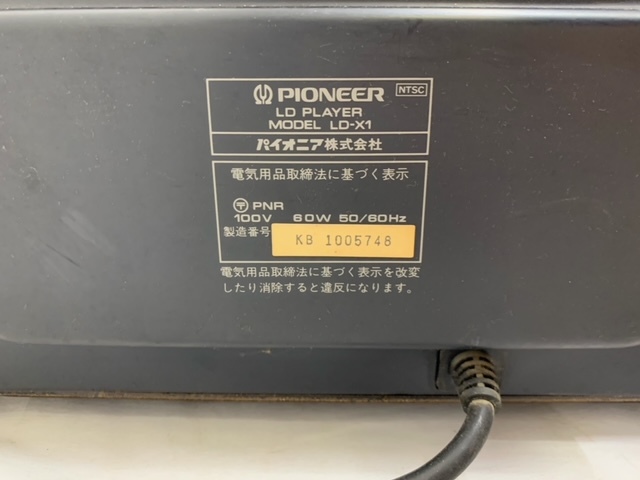 PIONEER NTSC
LD PLAYER
MODEL LD-X1
パイオニア株式会社
電気用品取締法に基づく表示
〒 PNR
100V 60W 50/60Hz
製造番号 KB 1005748
電気用品取締法に基づく表示を改変
したり消除すると違反になります。